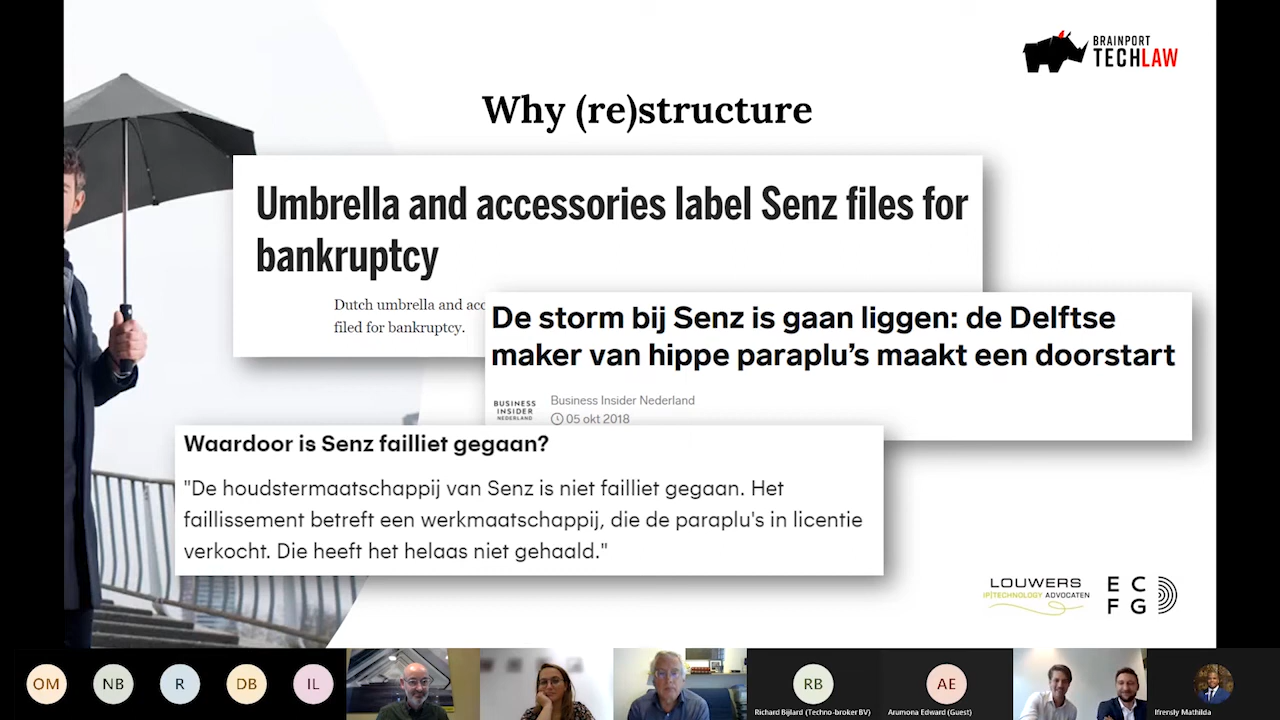 BRAINPORT
TECHLAW
Why (re)structure
Umbrella and accessories label Senz files for
bankruptcy
Dutch umbrella and acc
filed for bankruptcy.
De storm bij Senz is gaan liggen: de Delftse
maker van hippe paraplu's maakt een doorstart
BUSINESS
INSIDER
NEDERLAND
Business Insider Nederland
05 okt 2018
Waardoor is Senz failliet gegaan?
"De houdstermaatschappij van Senz is niet failliet gegaan. Het
faillissement betreft een werkmaatschappij, die de paraplu's in licentie
verkocht. Die heeft het helaas niet gehaald."
LOUWERS
IP|TECHNOLOGY ADVOCATEN
E C
F G
OM
NB
R
DB
IL
RB
Richard Bijlard (Techno-broker BV)
AE
Arumona Edward (Guest)
Ifrensly Mathilda